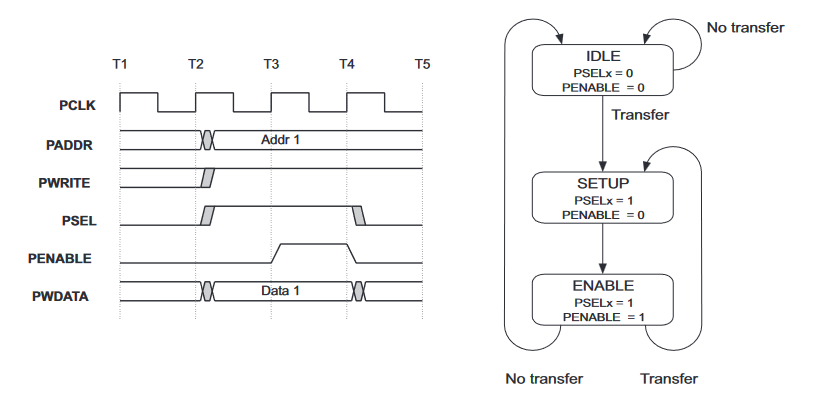 T1 T2 T3 T4 T5
PCLK
PADDR Addr 1
PWRITE
PSEL
PENABLE
PWDATA Data 1
No transfer
IDLE
PSELx = 0
PENABLE = 0
Transfer
SETUP
PSELx = 1
PENABLE = 0
ENABLE
PSELx = 1
PENABLE = 1
No transfer Transfer